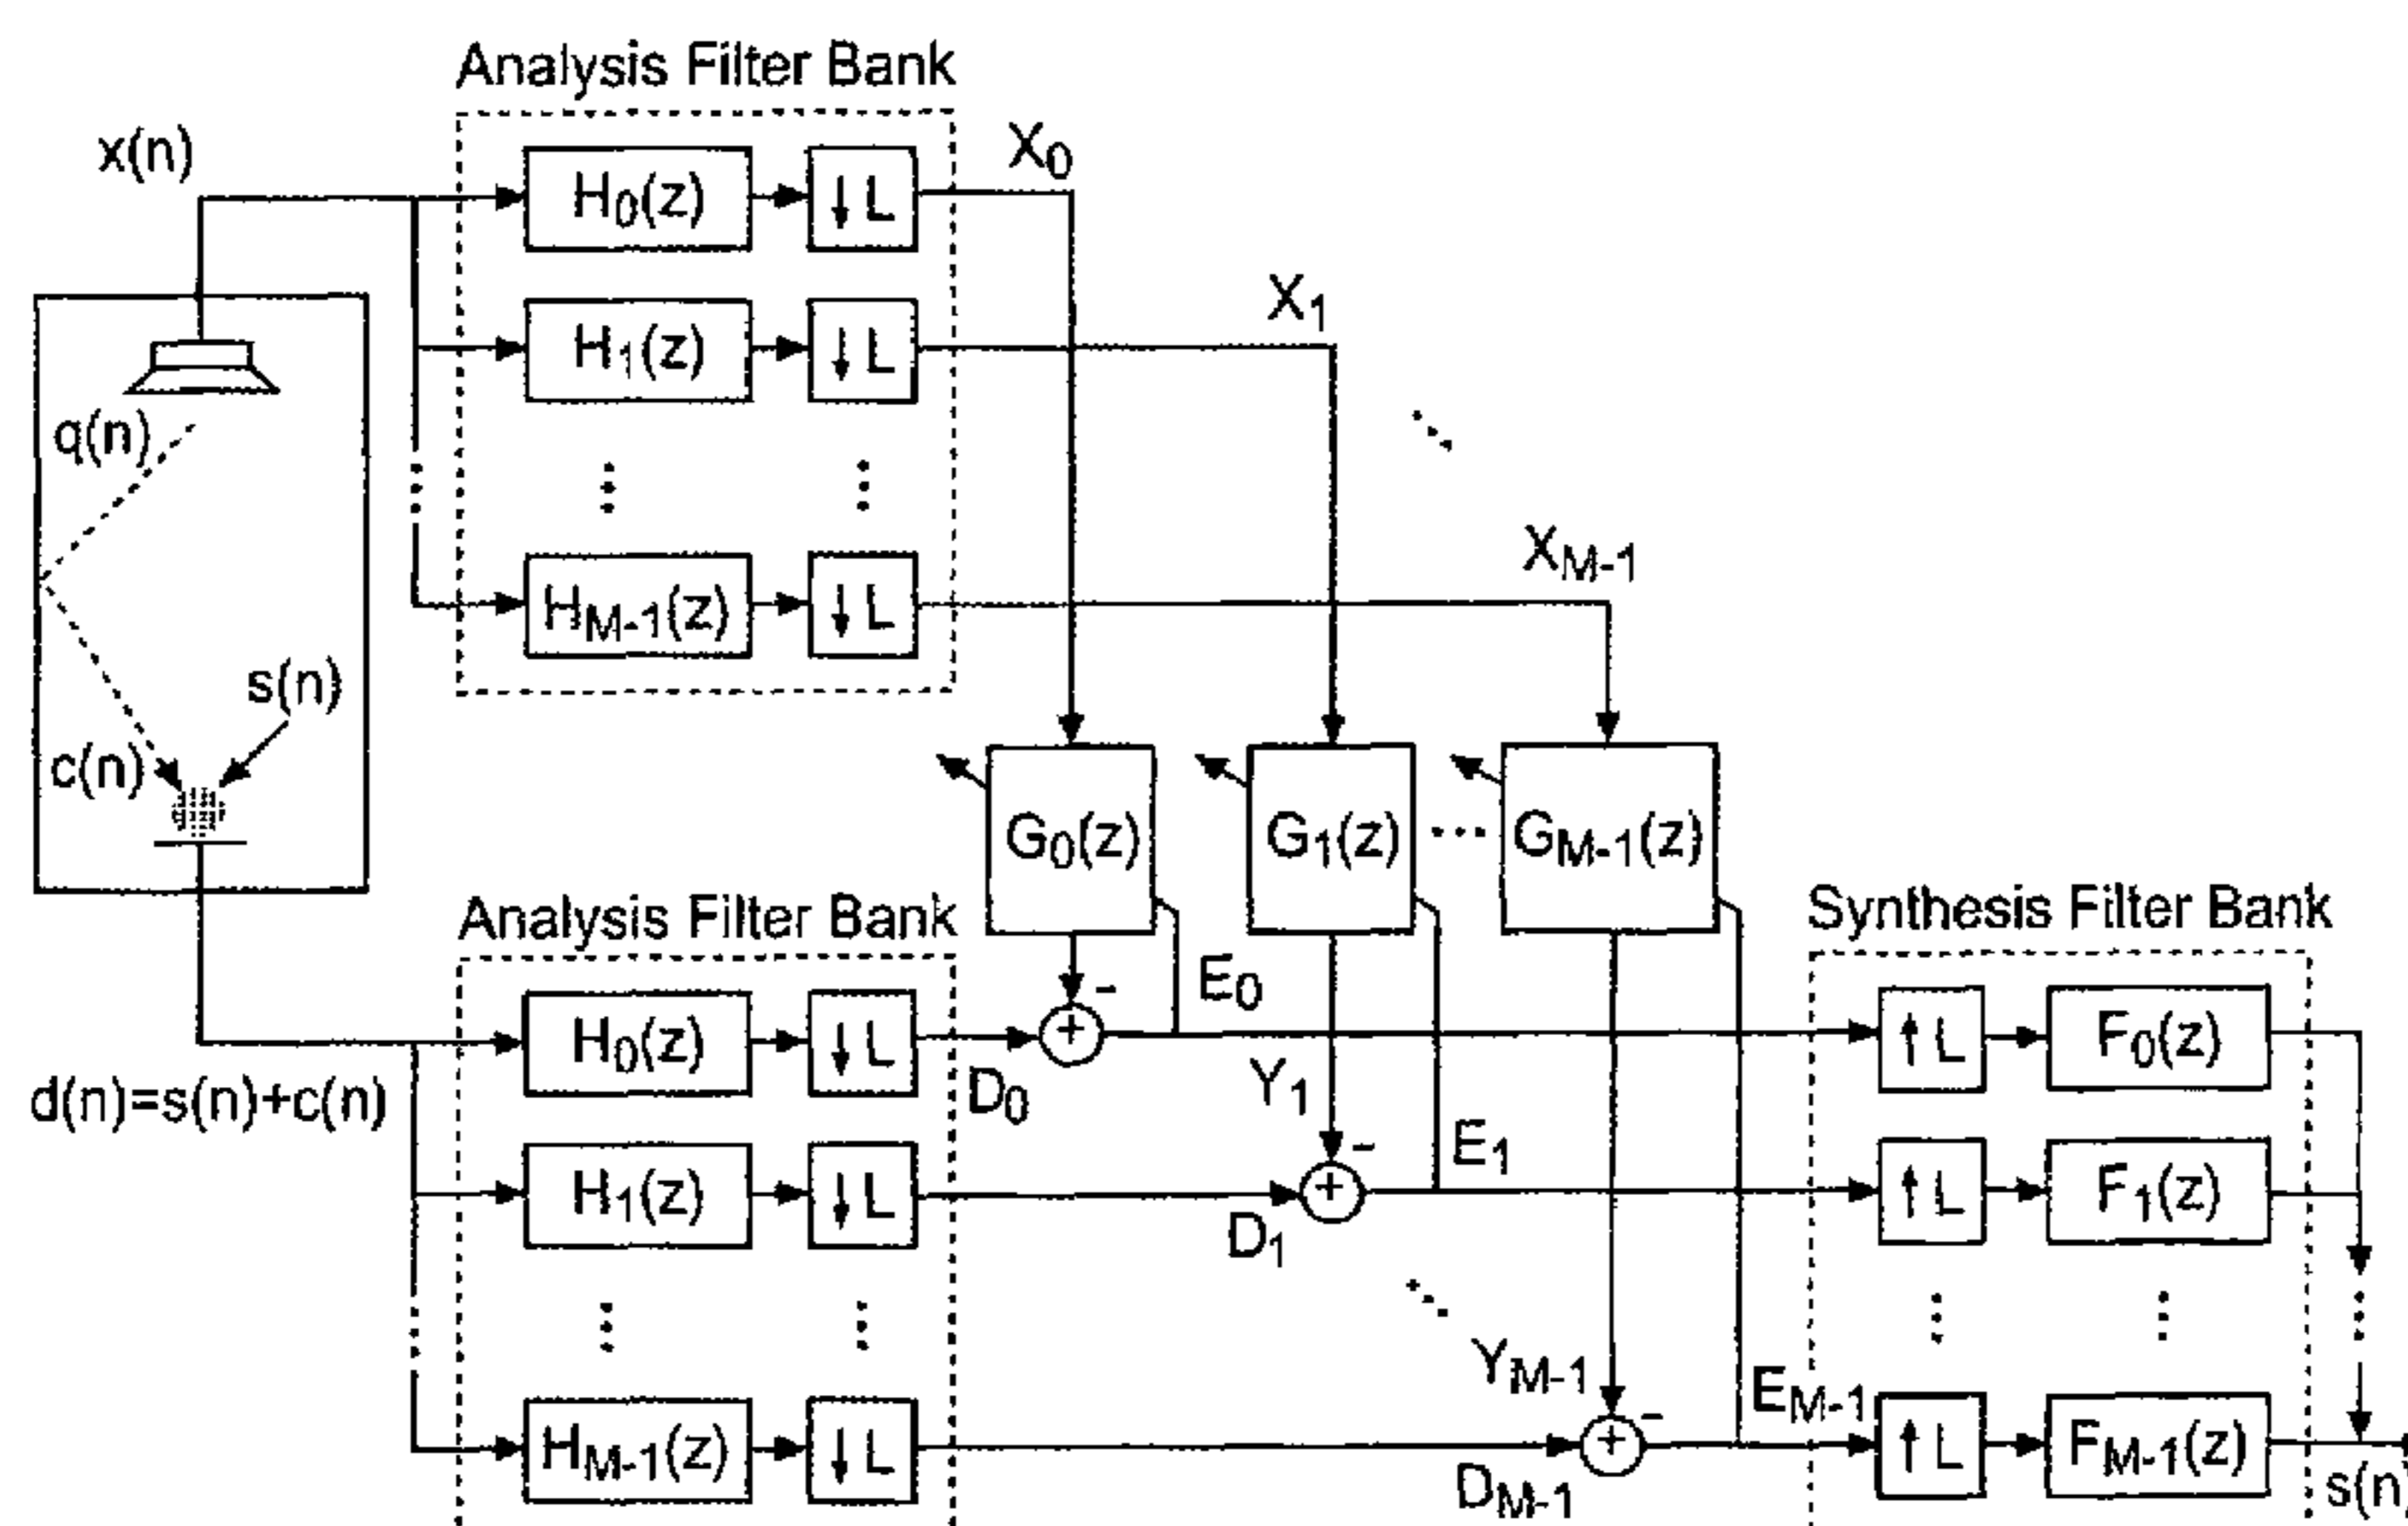 Analysis Filter Bank
x(n)
H0(z)
↓L
X0
H1(z)
↓L
X1
q(n)
HM-1(z)
↓L
XM-1
s(n)
c(n)
G0(z)
G1(z)
GM-1(z)
Analysis Filter Bank
Synthesis Filter Bank
d(n)=s(n)+c(n)
H0(z)
↓L
D0
-
+
E0
↑L
F0(z)
H1(z)
↓L
D1
Y1
-
+
E1
↑L
F1(z)
HM-1(z)
↓L
DM-1
YM-1
-
+
EM-1
↑L
FM-1(z)
s(n)